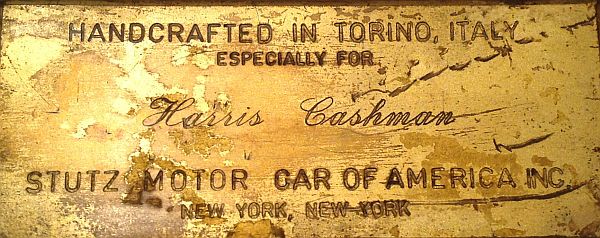 HANDCRAFTED IN TORINO, ITALY
ESPECIALLY FOR
Harris Cashman
STUTZ MOTOR CAR OF AMERICA INC.
NEW YORK, NEW YORK